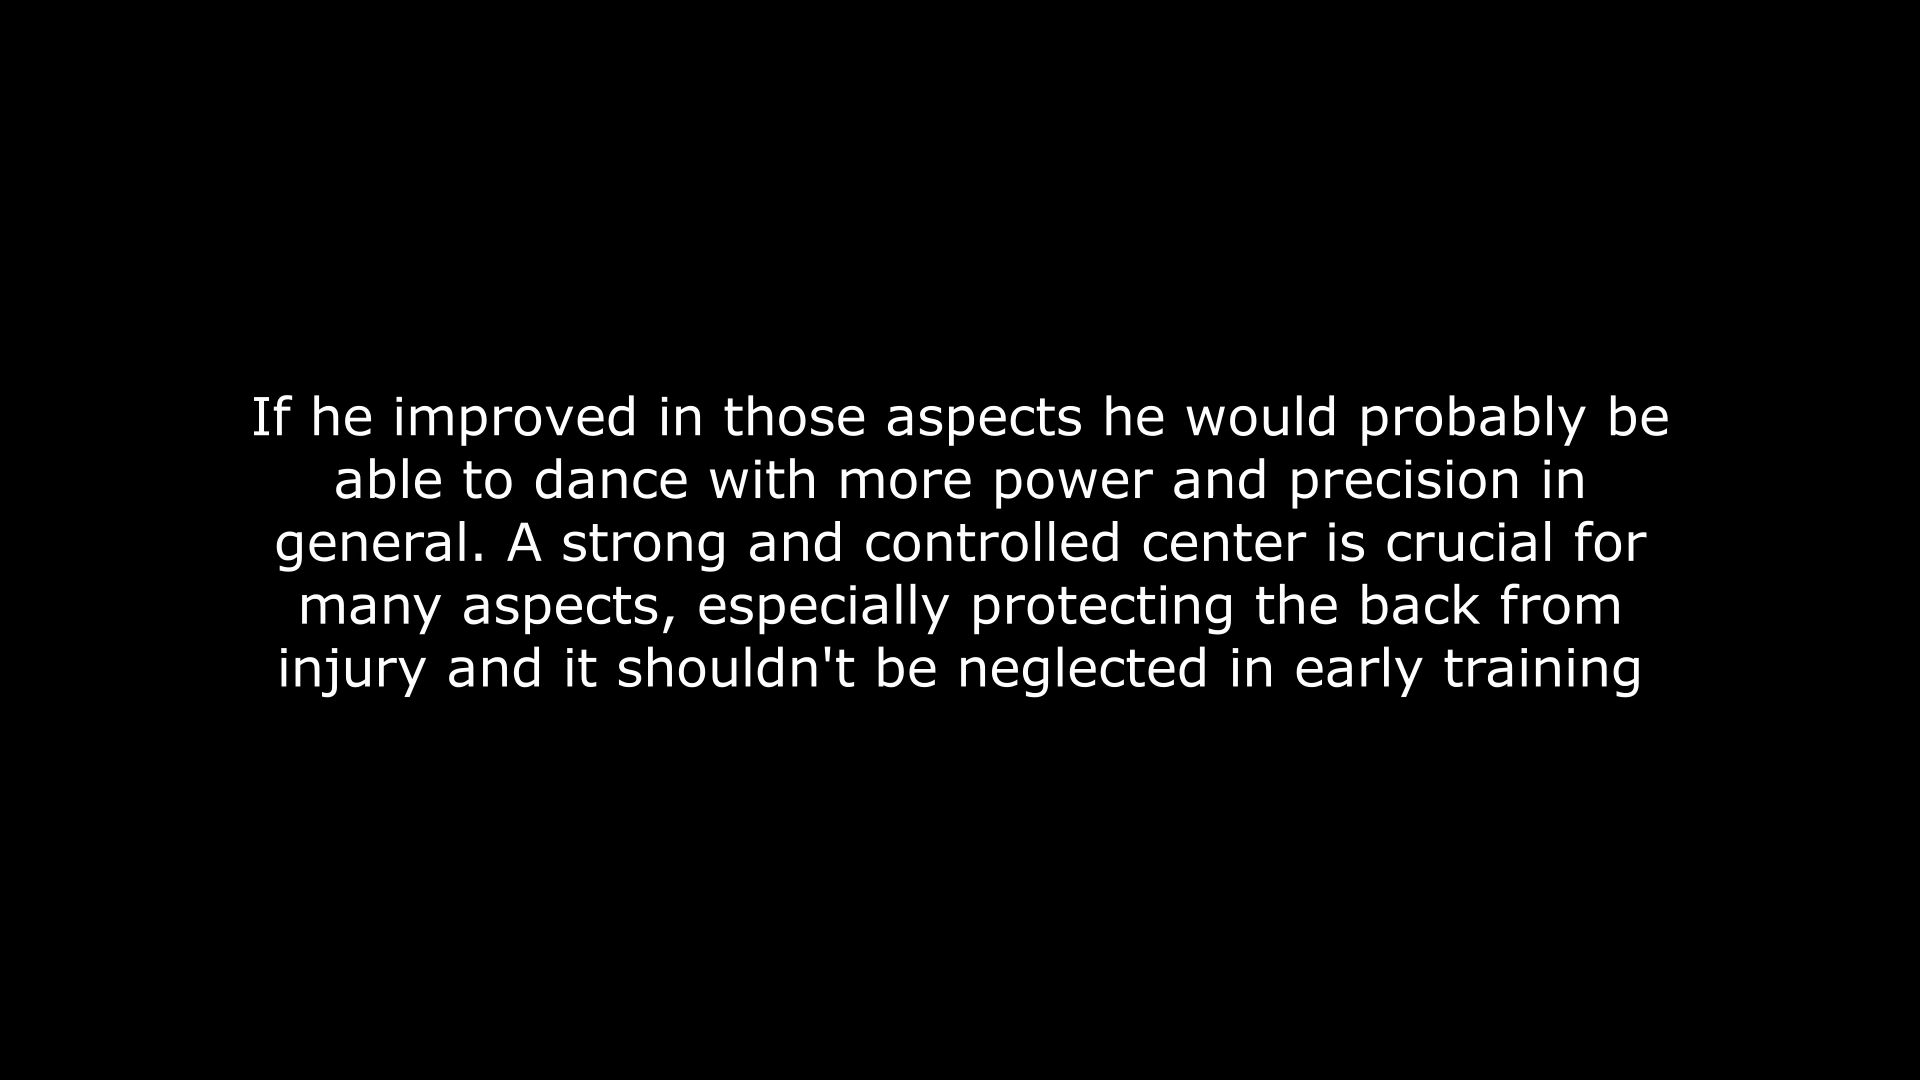 If he improved in those aspects he would probably be
able to dance with more power and precision in
general. A strong and controlled center is crucial for
many aspects, especially protecting the back from
injury and it shouldn't be neglected in early training